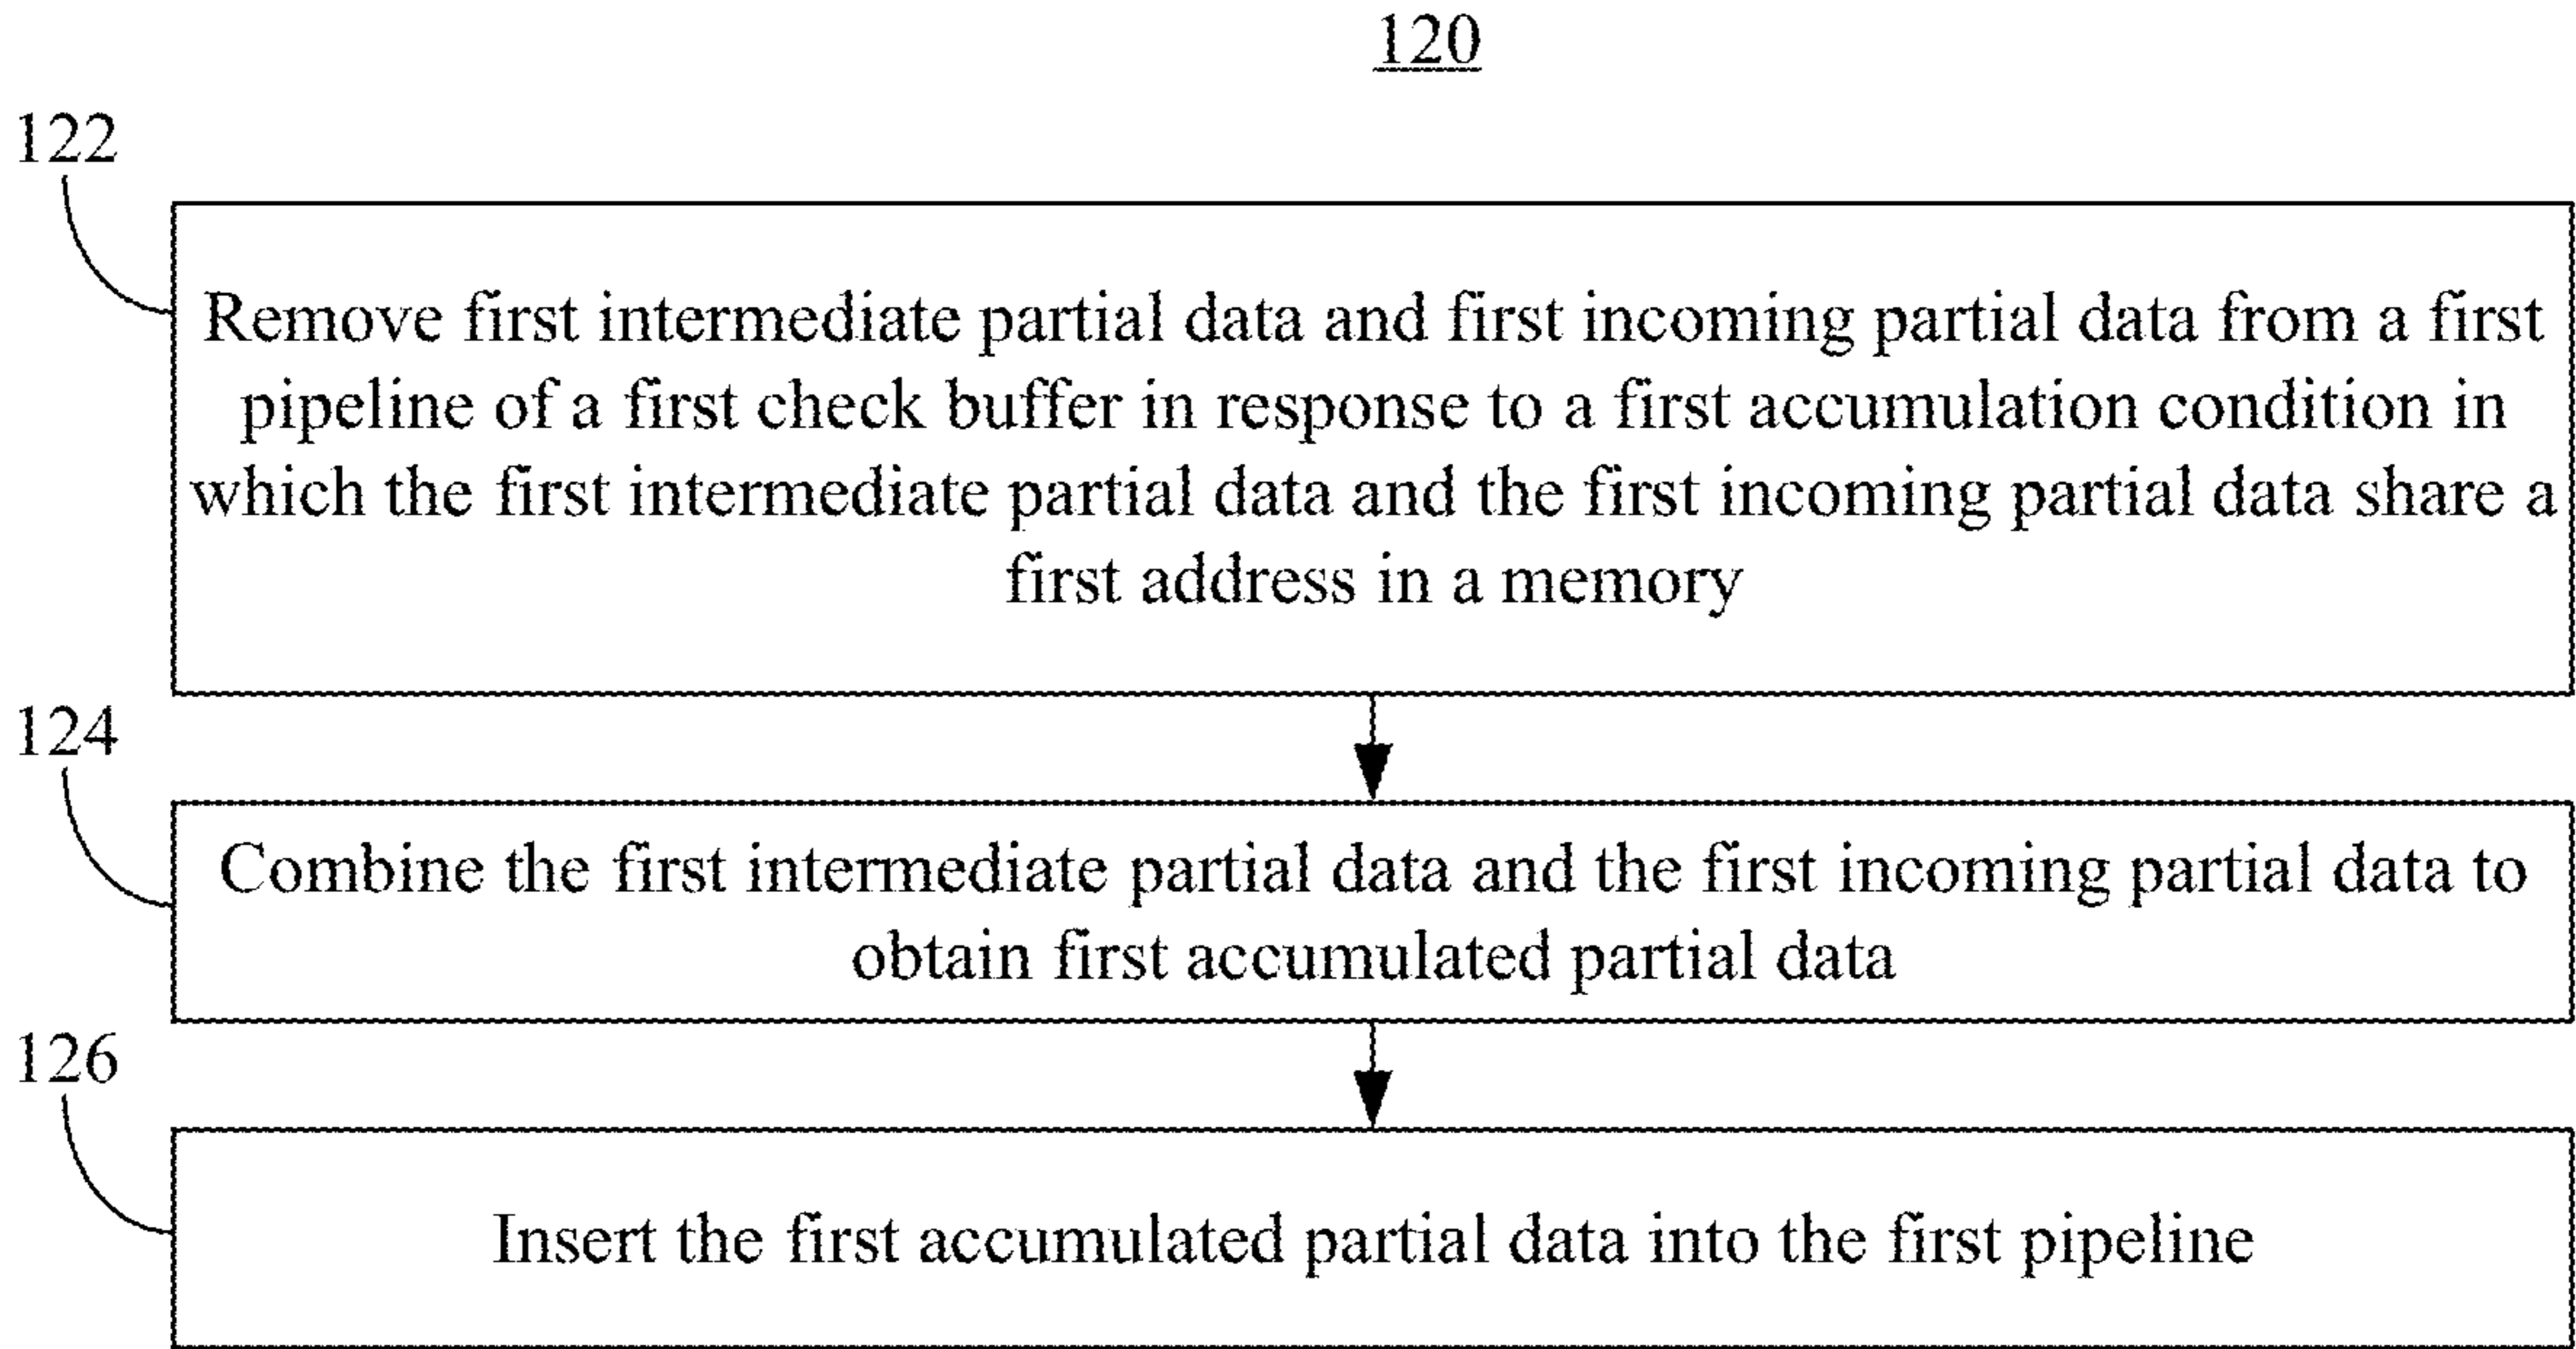 120
122
Remove first intermediate partial data and first incoming partial data from a first
pipeline of a first check buffer in response to a first accumulation condition in
which the first intermediate partial data and the first incoming partial data share a
first address in a memory
124
Combine the first intermediate partial data and the first incoming partial data to
obtain first accumulated partial data
126
Insert the first accumulated partial data into the first pipeline